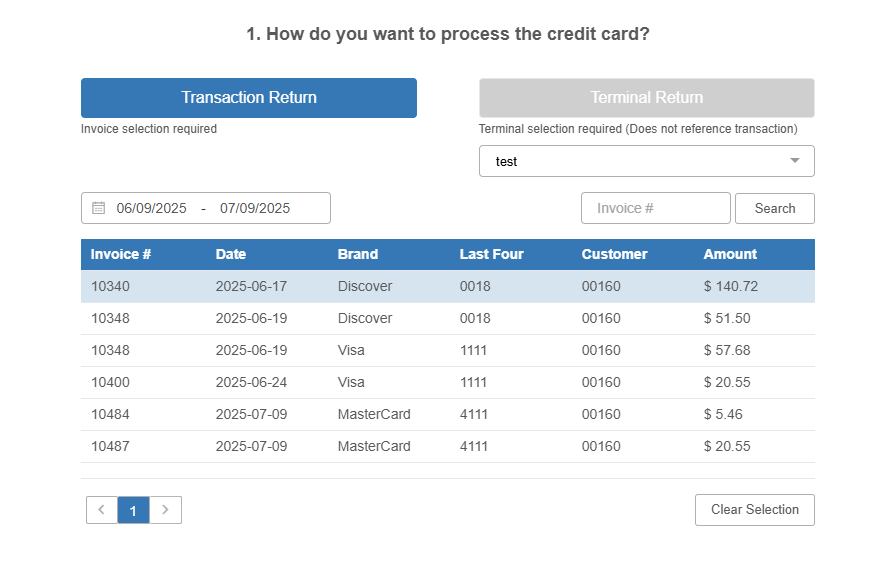 1. How do you want to process the credit card?
Transaction Return Terminal Return
Invoice selection required Terminal selection required (Does not reference transaction)
test
06/09/2025 - 07/09/2025 Invoice # Search
Invoice # Date Brand Last Four Customer Amount
10340 2025-06-17 Discover 0018 00160 $ 140.72
10348 2025-06-19 Discover 0018 00160 $ 51.50
10348 2025-06-19 Visa 1111 00160 $ 57.68
10400 2025-06-24 Visa 1111 00160 $ 20.55
10484 2025-07-09 MasterCard 4111 00160 $ 5.46
10487 2025-07-09 MasterCard 4111 00160 $ 20.55
< 1 > Clear Selection